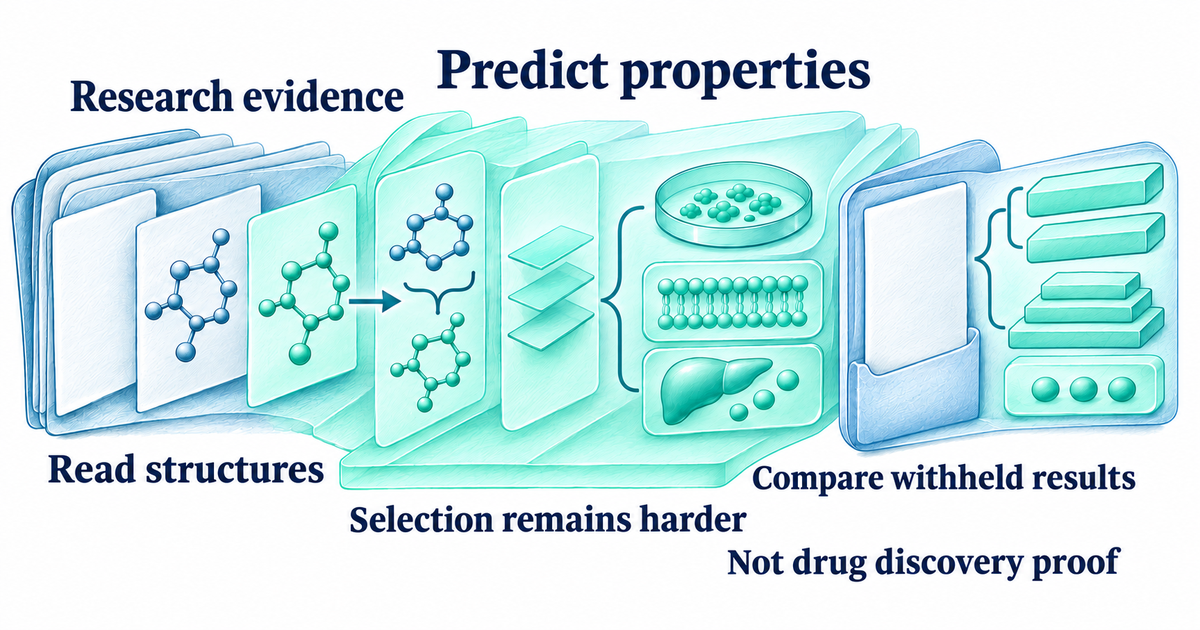 Predict properties
Research evidence
Read structures
Compare withheld results
Selection remains harder
Not drug discovery proof